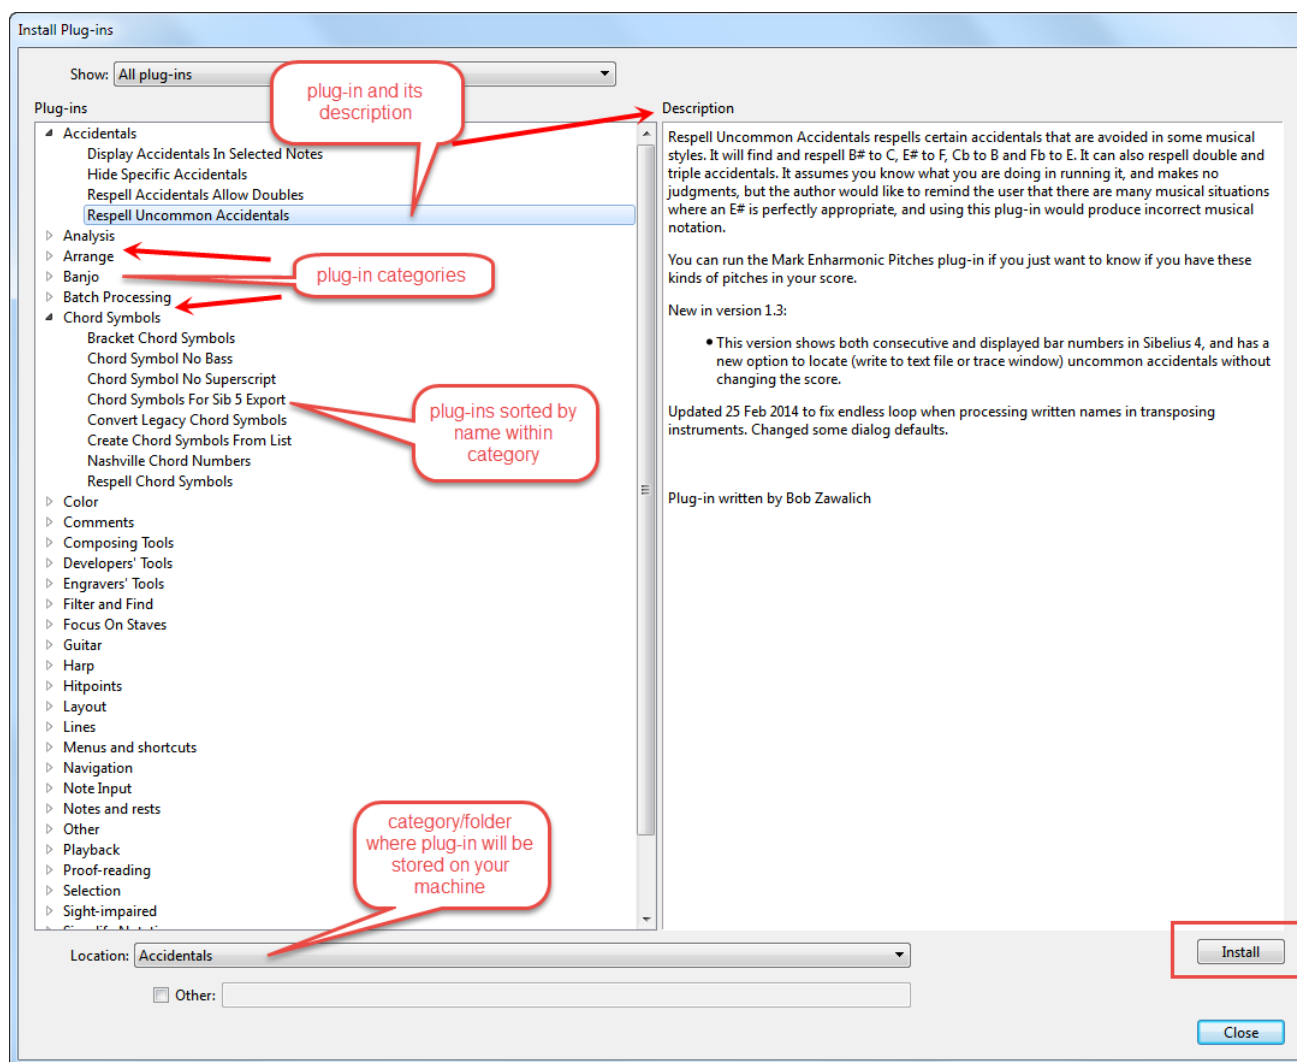 Install Plug-ins
Show: All plug-ins
plug-in and its
description
Plug-ins
Accidentals
Display Accidentals In Selected Notes
Hide Specific Accidentals
Respell Accidentals Allow Doubles
Respell Uncommon Accidentals
Analysis
Arrange
Banjo
plug-in categories
Batch Processing
Chord Symbols
Bracket Chord Symbols
Chord Symbol No Bass
Chord Symbol No Superscript
Chord Symbols For Sib 5 Export
Convert Legacy Chord Symbols
Create Chord Symbols From List
Nashville Chord Numbers
Respell Chord Symbols
plug-ins sorted by
name within
category
Color
Comments
Composing Tools
Developers' Tools
Engravers' Tools
Filter and Find
Focus On Staves
Guitar
Harp
Hitpoints
Layout
Lines
Menus and shortcuts
Navigation
Note Input
Notes and rests
Other
Playback
Proof-reading
Selection
Sight-impaired
category/folder
where plug-in will be
stored on your
machine
Description
Respell Uncommon Accidentals respells certain accidentals that are avoided in some musical
styles. It will find and respell B# to C, E# to F, Cb to B and Fb to E. It can also respell double and
triple accidentals. It assumes you know what you are doing in running it, and makes no
judgments, but the author would like to remind the user that there are many musical situations
where an E# is perfectly appropriate, and using this plug-in would produce incorrect musical
notation.
You can run the Mark Enharmonic Pitches plug-in if you just want to know if you have these
kinds of pitches in your score.
New in version 1.3:
• This version shows both consecutive and displayed bar numbers in Sibelius 4, and has a
new option to locate (write to text file or trace window) uncommon accidentals without
changing the score.
Updated 25 Feb 2014 to fix endless loop when processing written names in transposing
instruments. Changed some dialog defaults.
Plug-in written by Bob Zawalich
Location: Accidentals
Install
Other:
Close